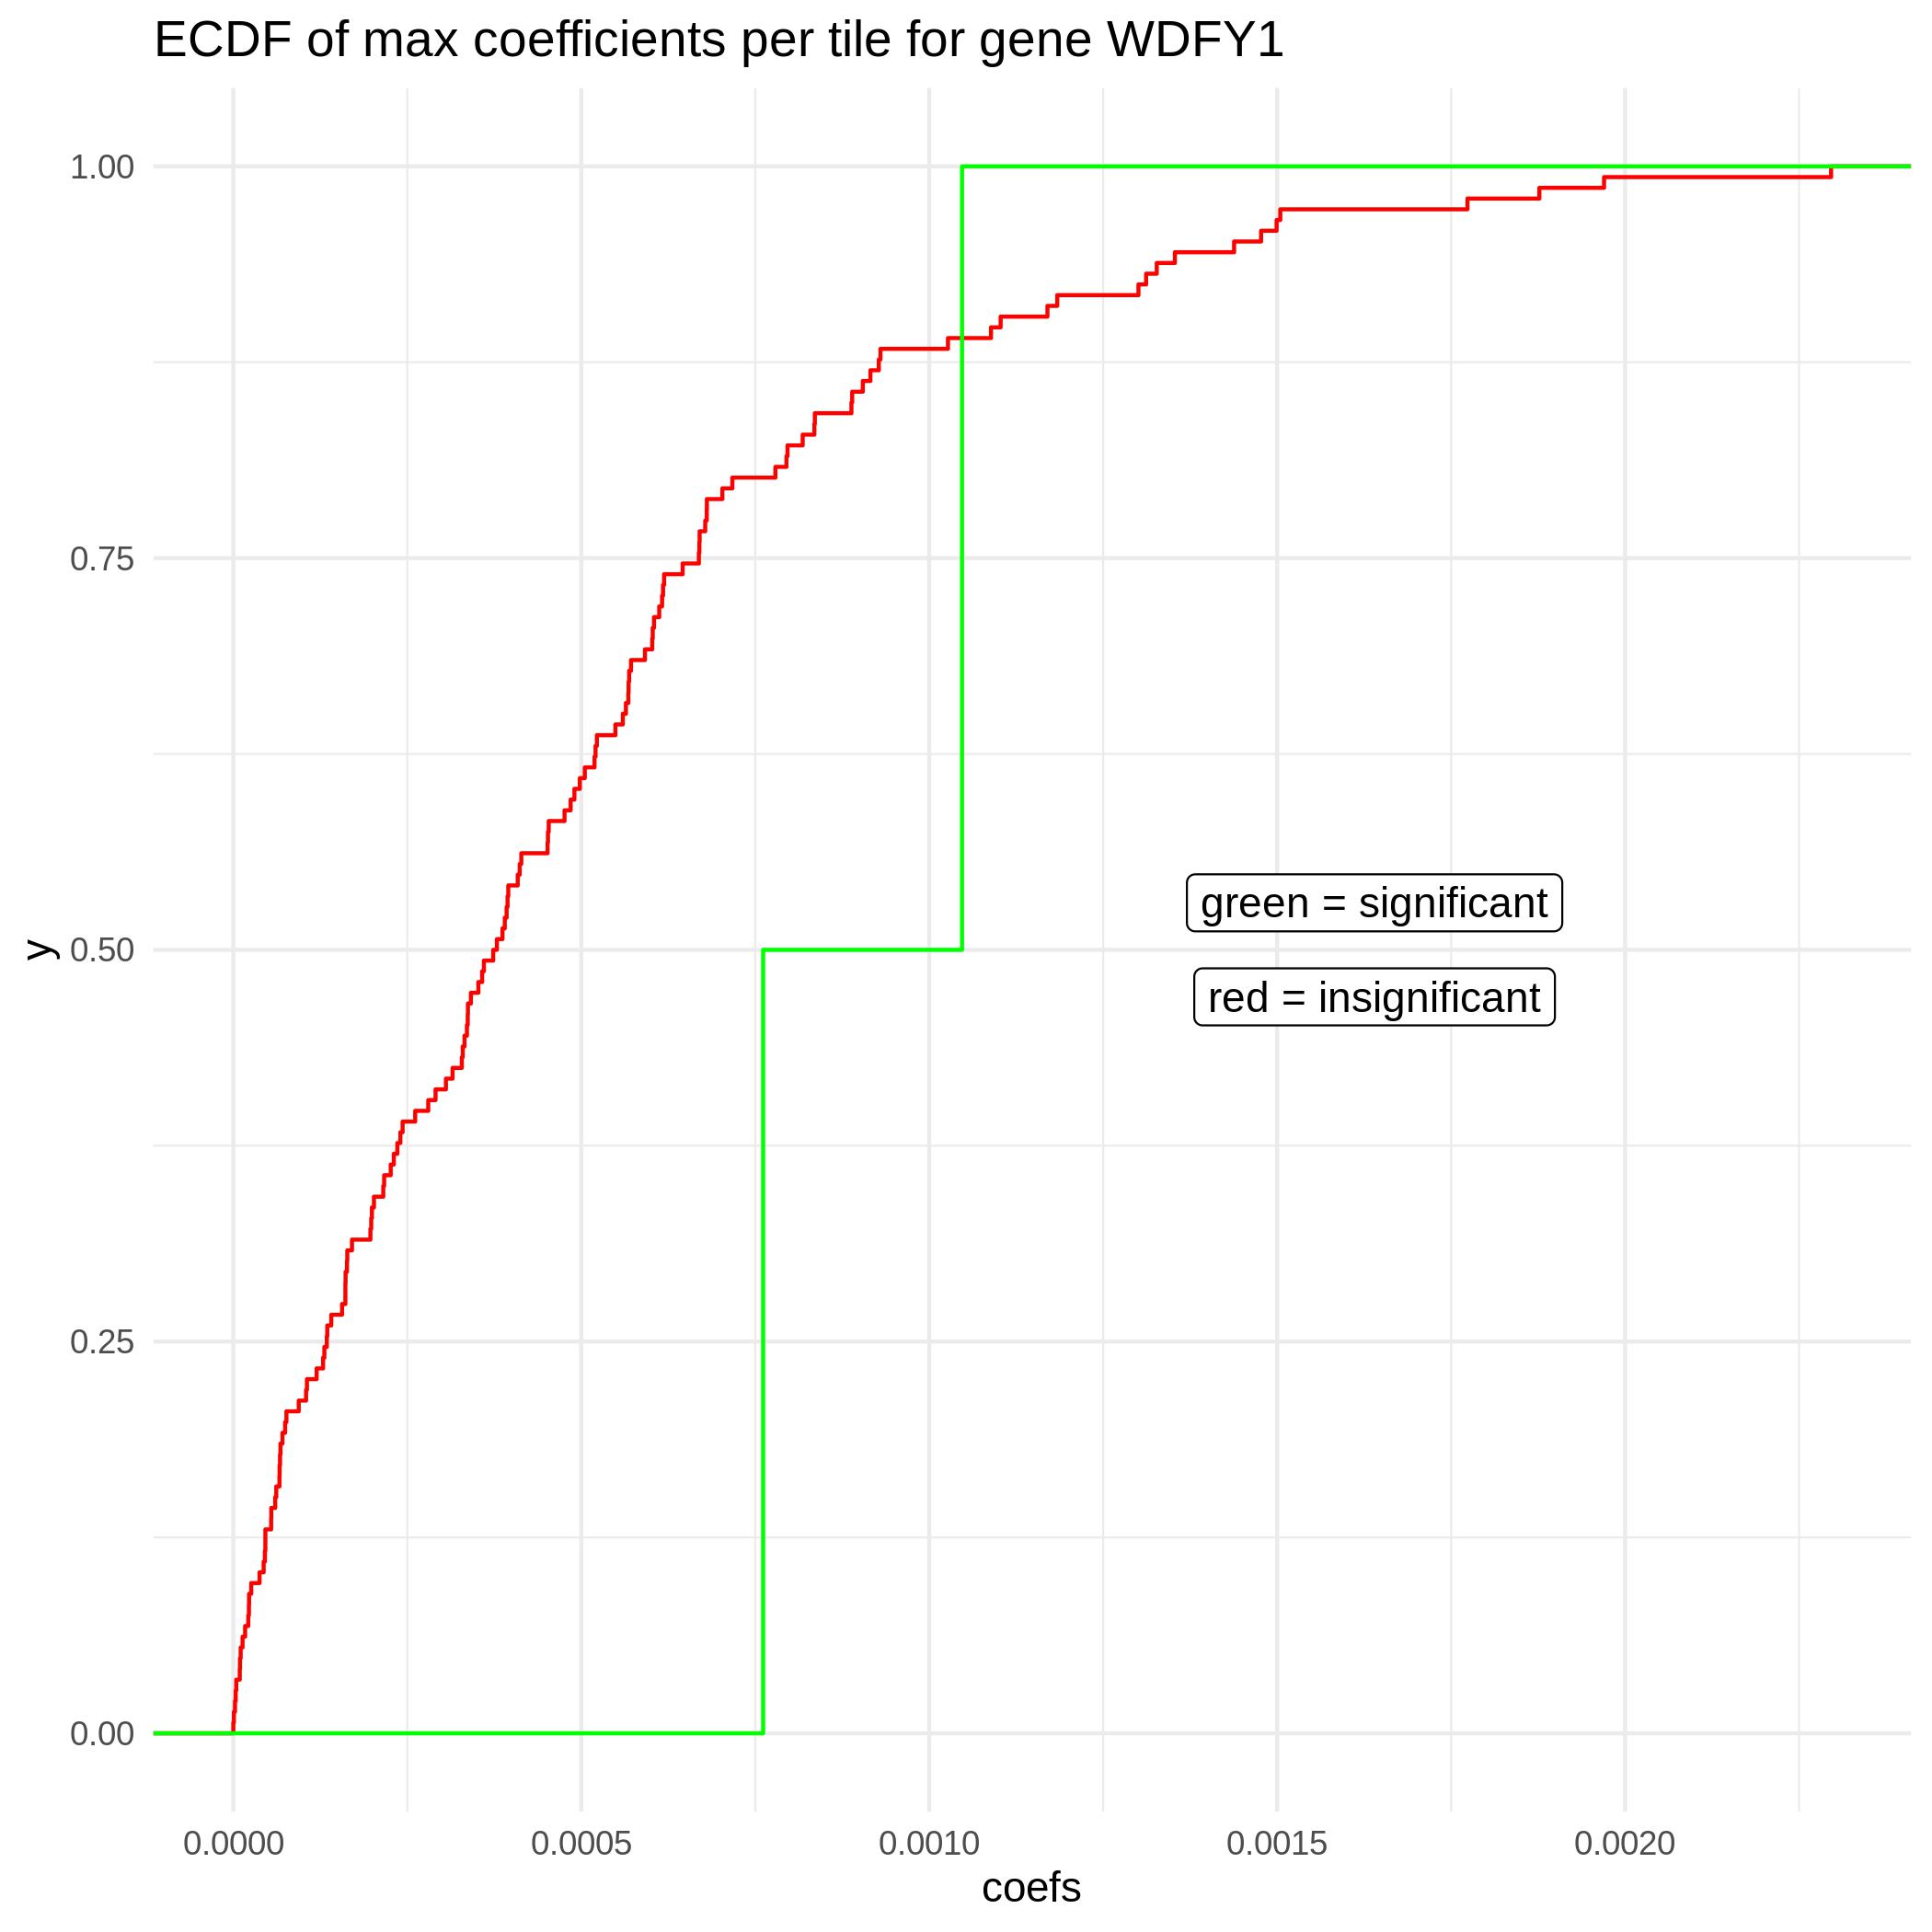 ECDF of max coefficients per tile for gene WDFY1
1.00
0.75
0.50
0.25
0.00
y
green = significant
red = insignificant
0.0000 0.0005 0.0010 0.0015 0.0020
coefs